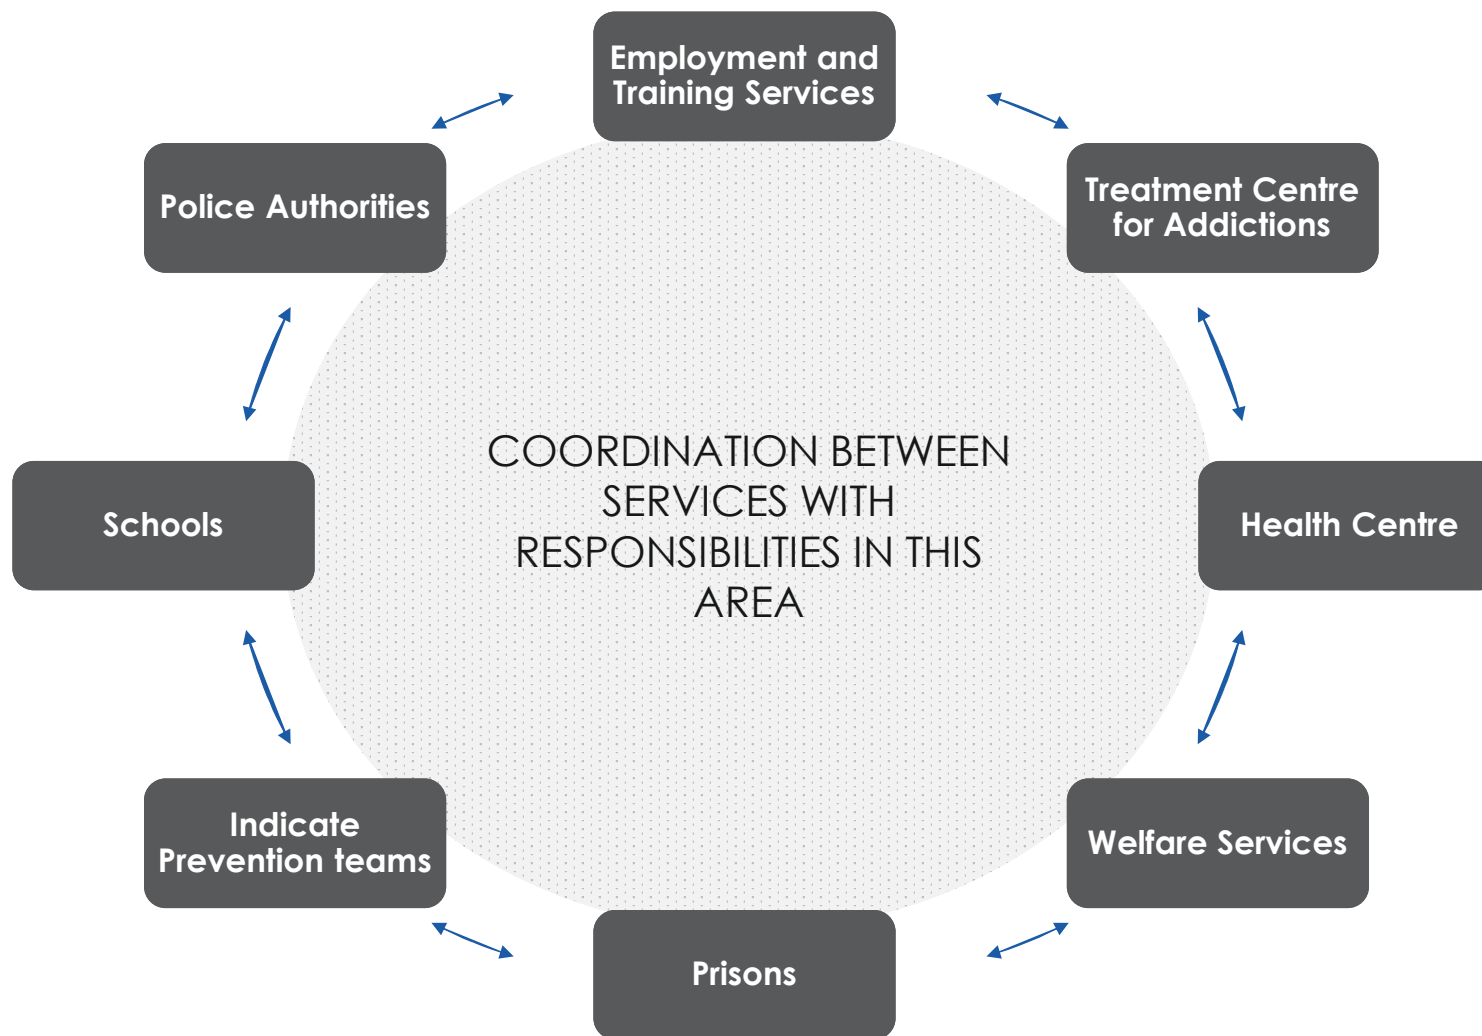 Employment and
Training Services
Police Authorities
Treatment Centre
for Addictions
COORDINATION BETWEEN
SERVICES WITH
RESPONSIBILITIES IN THIS
AREA
Schools
Health Centre
Indicate
Prevention teams
Welfare Services
Prisons